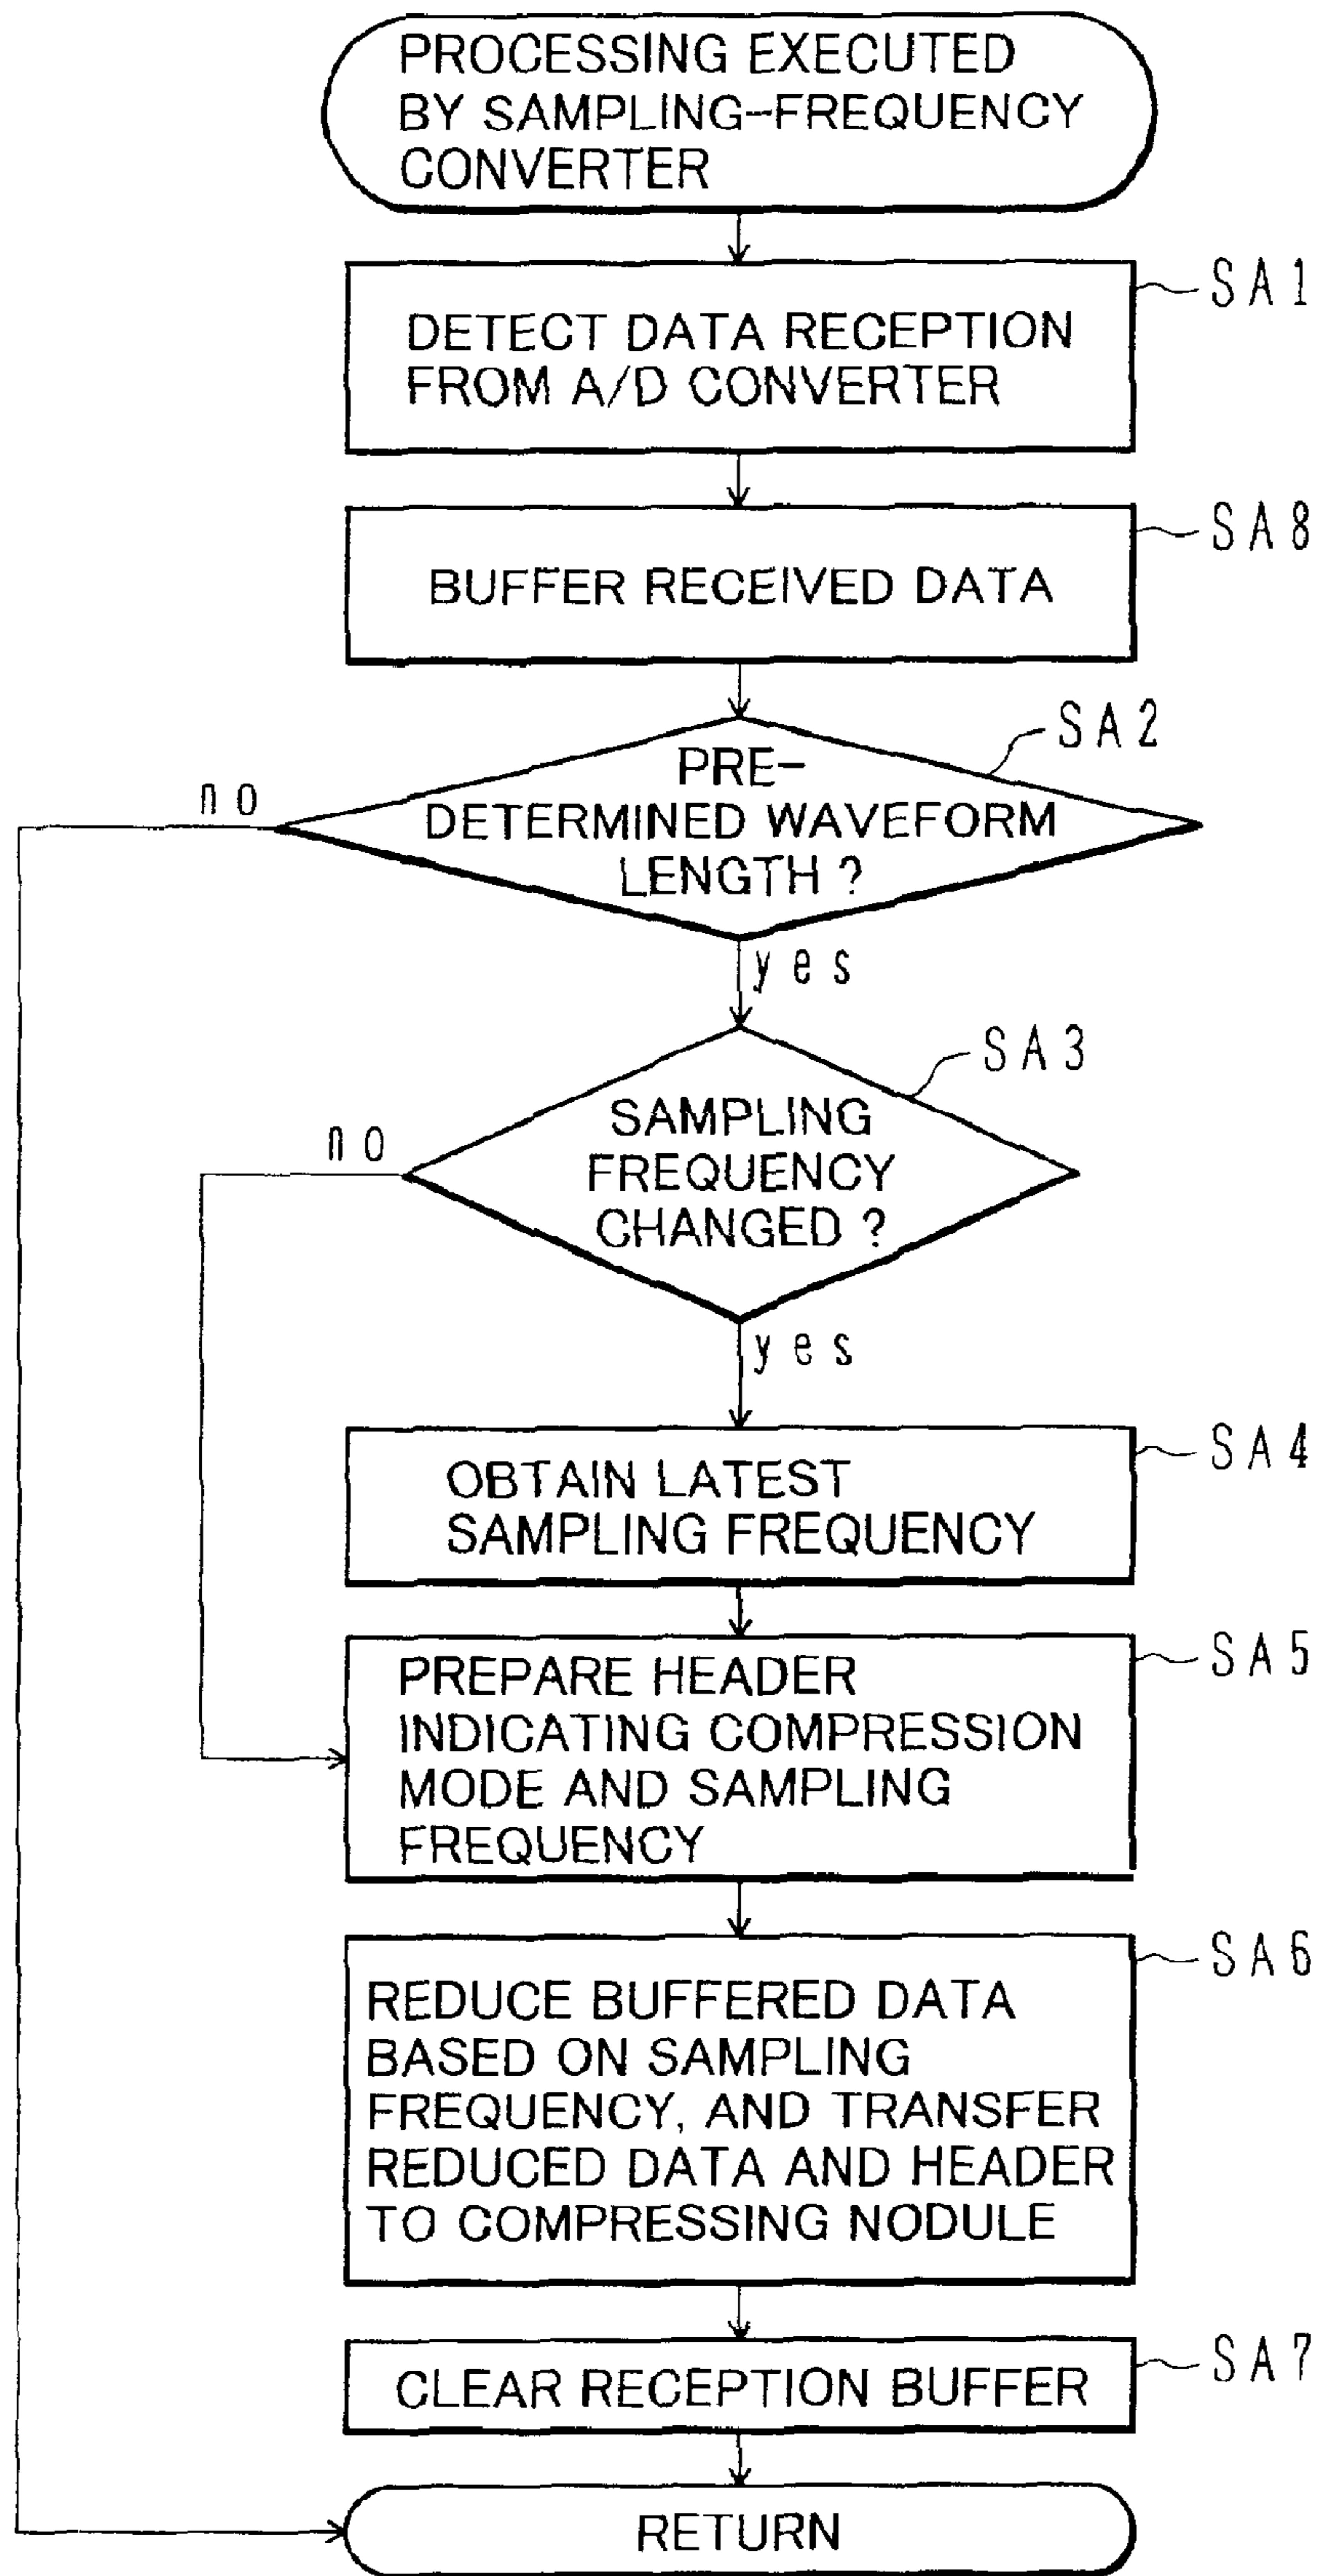 PROCESSING EXECUTED
BY SAMPLING-FREQUENCY
CONVERTER
SA1
DETECT DATA RECEPTION
FROM A/D CONVERTER
SA8
BUFFER RECEIVED DATA
SA2
PRE-
DETERMINED WAVEFORM
LENGTH ?
no
yes
SA3
SAMPLING
FREQUENCY
CHANGED ?
no
yes
SA4
OBTAIN LATEST
SAMPLING FREQUENCY
SA5
PREPARE HEADER
INDICATING COMPRESSION
MODE AND SAMPLING
FREQUENCY
SA6
REDUCE BUFFERED DATA
BASED ON SAMPLING
FREQUENCY, AND TRANSFER
REDUCED DATA AND HEADER
TO COMPRESSING NODULE
SA7
CLEAR RECEPTION BUFFER
RETURN